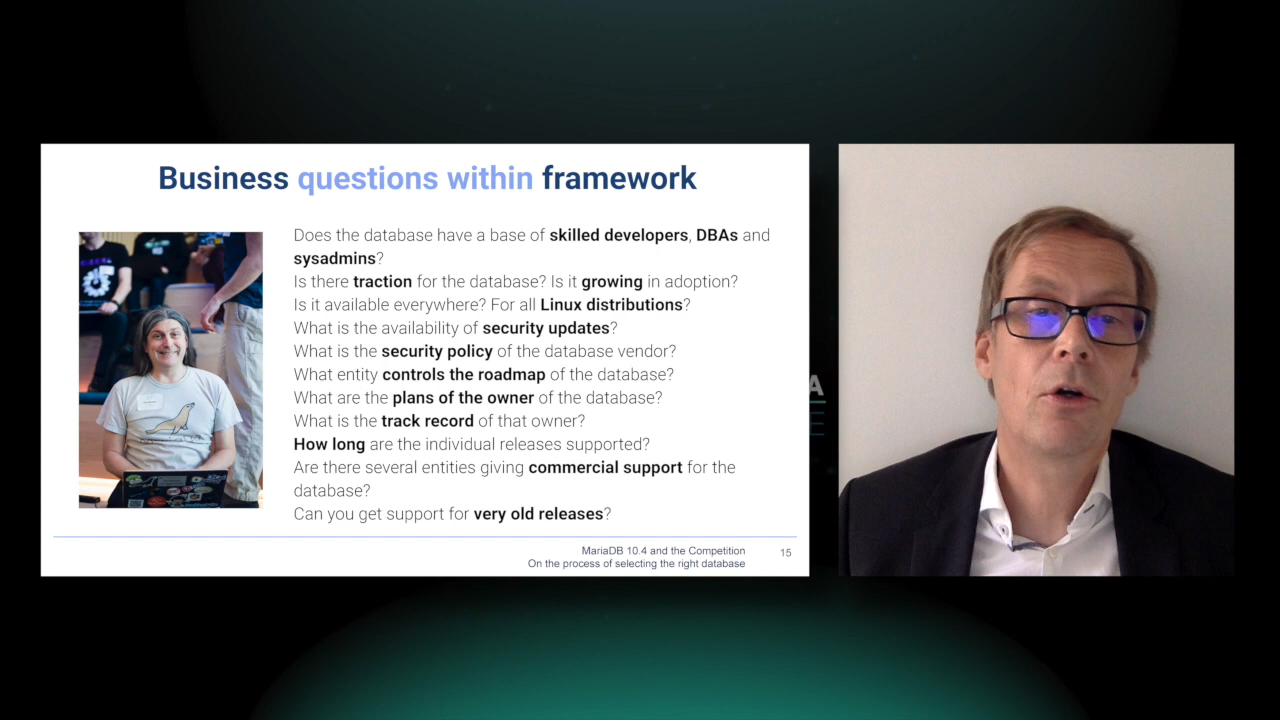 Business questions within framework
Does the database have a base of skilled developers, DBAs and
sysadmins?
Is there traction for the database? Is it growing in adoption?
Is it available everywhere? For all Linux distributions?
What is the availability of security updates?
What is the security policy of the database vendor?
What entity controls the roadmap of the database?
What are the plans of the owner of the database?
What is the track record of that owner?
How long are the individual releases supported?
Are there several entities giving commercial support for the
database?
Can you get support for very old releases?
MariaDB 10.4 and the Competition
On the process of selecting the right database
15
A